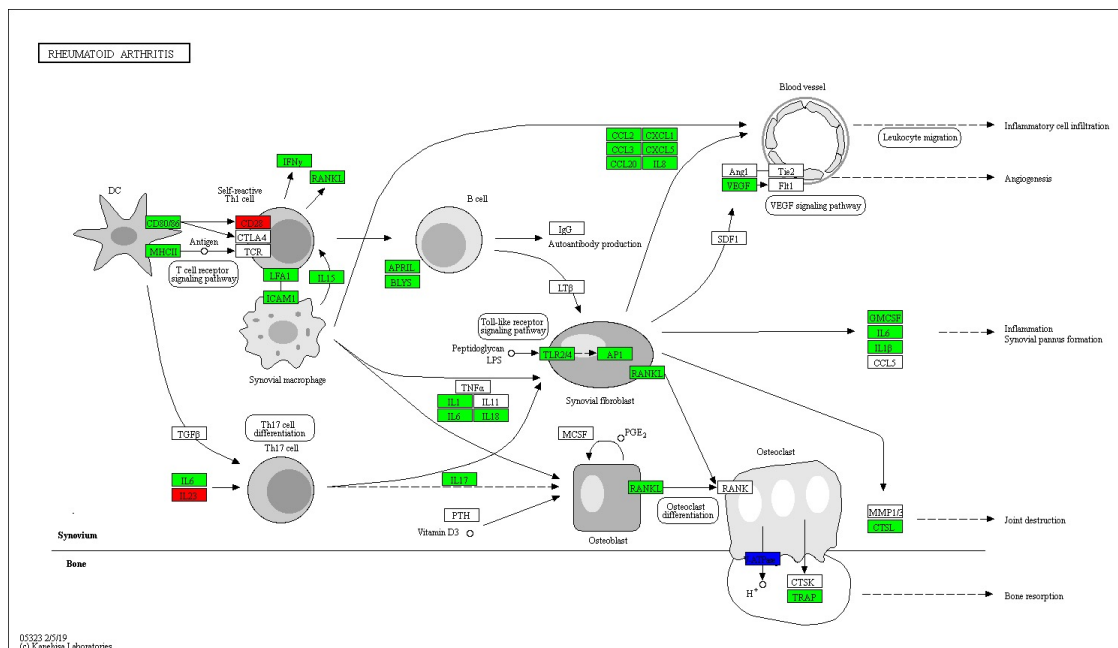 RHEUMATOID ARTHRITIS
Blood vessel
Inflammatory cell infiltration
Leukocyte migration
CCL2 CXCL1
CCL3 CXCL5
CCL20 IL8
IFNγ
RANKL
DC
Self-reactive
Th1 cell
B cell
Ang1 Tie2
VEGF Flt1
Angiogenesis
VEGF signaling pathway
CD80/86
CD28
CTLA4
Antigen
MHCII
TCR
T cell receptor
signaling pathway
IgG
Autoantibody production
SDF1
LFA1
IL15
APRIL
BLYS
ICAM1
LTβ
Synovial macrophage
Toll-like receptor
signaling pathway
Peptidoglycan
LPS
TLR2/4
AP1
RANKL
Synovial fibroblast
GMCSF
IL6
IL1β
CCL5
Inflammation
Synovial pannus formation
TNFα
IL1 IL11
IL6 IL18
TGFβ
Th17 cell
differentiation
Th17 cell
MCSF
PGE2
Osteoclast
IL6
IL23
IL17
RANKL
RANK
Osteoclast
differentiation
PTH
Vitamin D3
Osteoblast
MMP1/3
CTSL
Joint destruction
Synovium
Bone
H+
CTSK
TRAP
Bone resorption
05323 2/5/19
(c) Kanehisa Laboratories